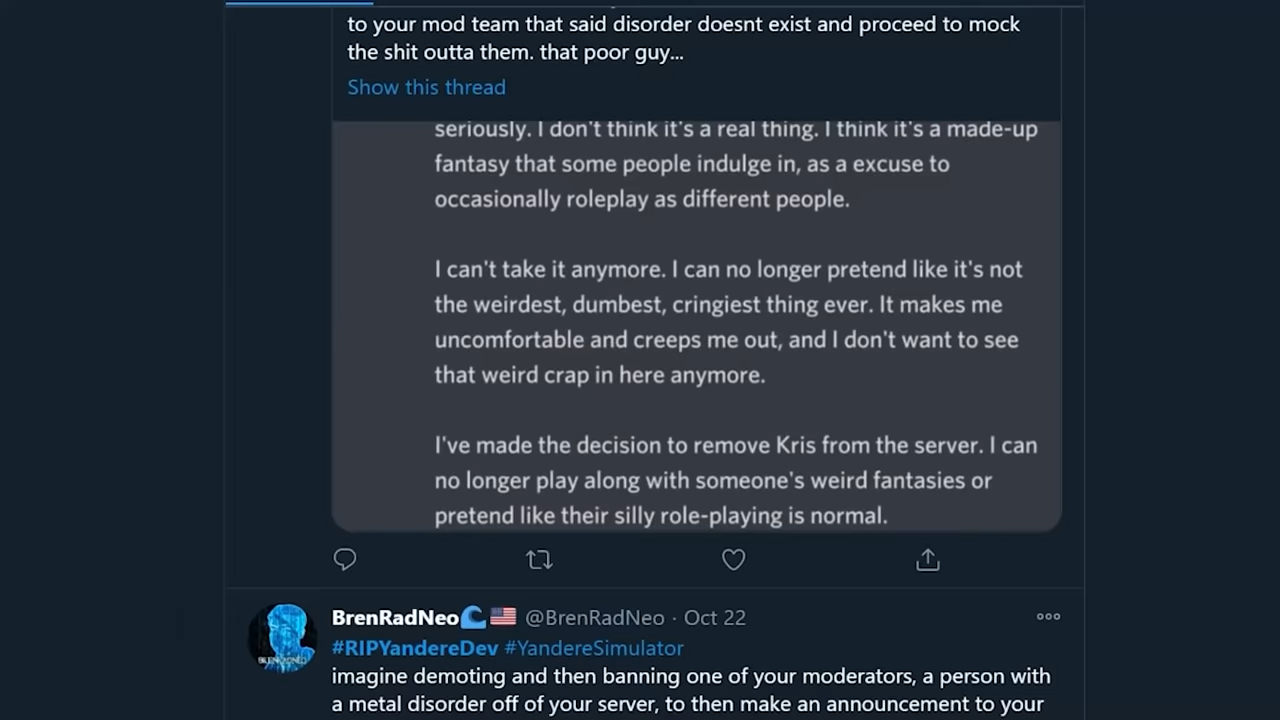 to your mod team that said disorder doesnt exist and proceed to mock
the shit outta them. that poor guy...
Show this thread
seriously. I don't think it's a real thing. I think it's a made-up
fantasy that some people indulge in, as a excuse to
occasionally roleplay as different people.
I can't take it anymore. I can no longer pretend like it's not
the weirdest, dumbest, cringiest thing ever. It makes me
uncomfortable and creeps me out, and I don't want to see
that weird crap in here anymore.
I've made the decision to remove Kris from the server. I can
no longer play along with someone's weird fantasies or
pretend like their silly role-playing is normal.
BrenRadNeo🌊🇺🇸 @BrenRadNeo · Oct 22
#RIPYandereDev #YandereSimulator
imagine demoting and then banning one of your moderators, a person with
a metal disorder off of your server, to then make an announcement to your